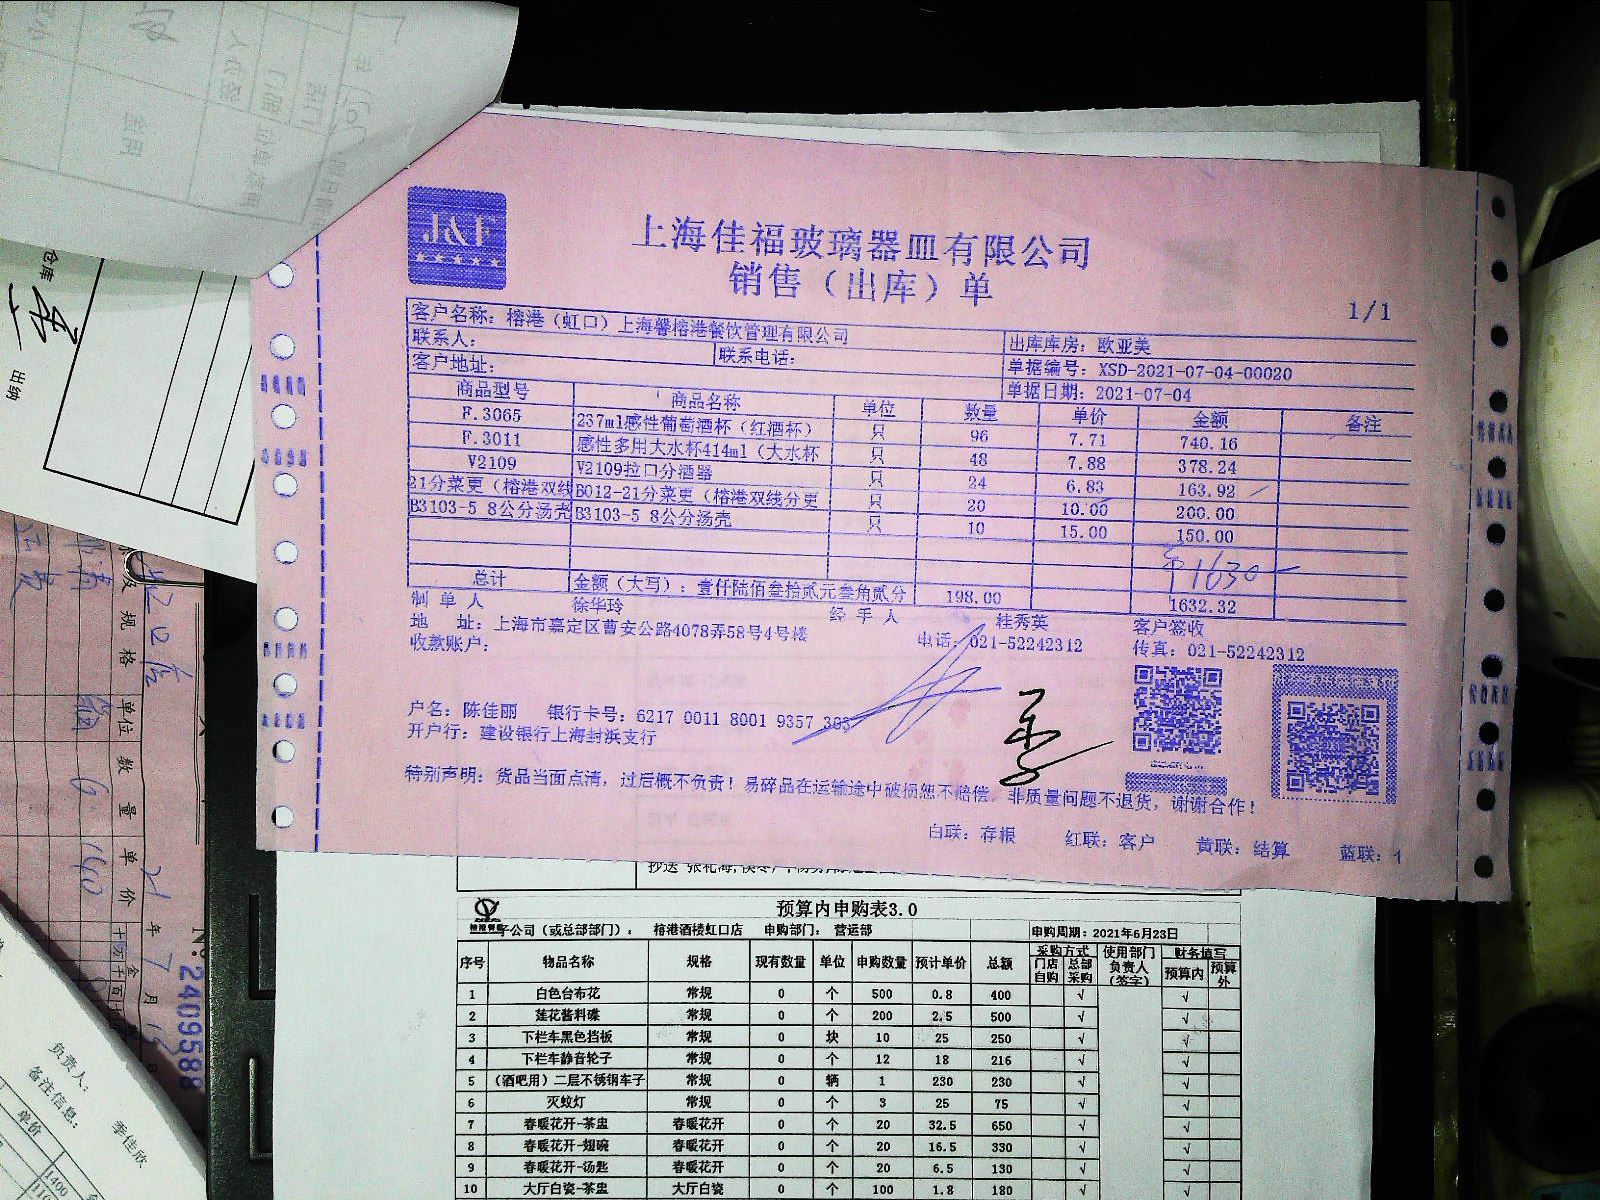 上海佳福玻璃器皿有限公司
销售（出库）单
1/1
客户名称：榕港（虹口）上海馨榕港餐饮管理有限公司 出库库房：欧亚美
联系人： 联系电话： 单据编号：XSD-2021-07-04-00020
客户地址： 单据日期：2021-07-04
商品型号 商品名称 单位 数量 单价 金额 备注
F.3065 237ml感性葡萄酒杯（红酒杯） 只 96 7.71 740.16
F.3011 感性多用大水杯414ml（大水杯 只 48 7.88 378.24
V2109 V2109拉口分酒器 只 24 6.83 163.92
21分菜更（榕港双线 B012-21分菜更（榕港双线分更 只 20 10.00 200.00
B3103-5 8公分汤壳 B3103-5 8公分汤壳 只 10 15.00 150.00
1630
总计 金额（大写）：壹仟陆佰叁拾贰元叁角贰分 198.00 1632.32
制单人 徐华玲 经手人 桂秀英 客户签收
地 址：上海市嘉定区曹安公路4078弄58号4号楼 电话：021-52242312 传真：021-52242312
收款账户：
户名：陈佳丽 银行卡号：6217 0011 8001 9357 303
开户行：建设银行上海封浜支行
特别声明：货品当面点清，过后概不负责！易碎品在运输途中破损恕不赔偿，非质量问题不退货，谢谢合作！
白联：存根 红联：客户 黄联：结算 蓝联：1
预算内申购表3.0
子公司（或总部部门）： 榕港酒楼虹口店 申购部门： 营运部 申购周期：2021年6月23日
序号 物品名称 规格 现有数量 单位 申购数量 预计单价 总额 采购方式 门店自购 总部采购 使用部门负责人（签字） 财务填写 预算内 预算外
1 白色台布花 常规 0 个 500 0.8 400 √ √
2 莲花酱料碟 常规 0 个 200 2.5 500 √ √
3 下栏车黑色挡板 常规 0 块 10 25 250 √ √
4 下栏车静音轮子 常规 0 个 12 18 216 √ √
5 （酒吧用）二层不锈钢车子 常规 0 辆 1 230 230 √ √
6 灭蚊灯 常规 0 个 3 25 75 √ √
7 春暖花开-茶盅 春暖花开 0 个 20 32.5 650 √ √
8 春暖花开-翅碗 春暖花开 0 个 20 16.5 330 √ √
9 春暖花开-汤匙 春暖花开 0 个 20 6.5 130 √ √
10 大厅白瓷-茶盅 大厅白瓷 0 个 100 1.8 180 √ √
仓库
出纳
规格 单位 数量 单价
21 年 7 月 15
No: 2409588
负责人： 季佳欣
备注信息：
单价
1400